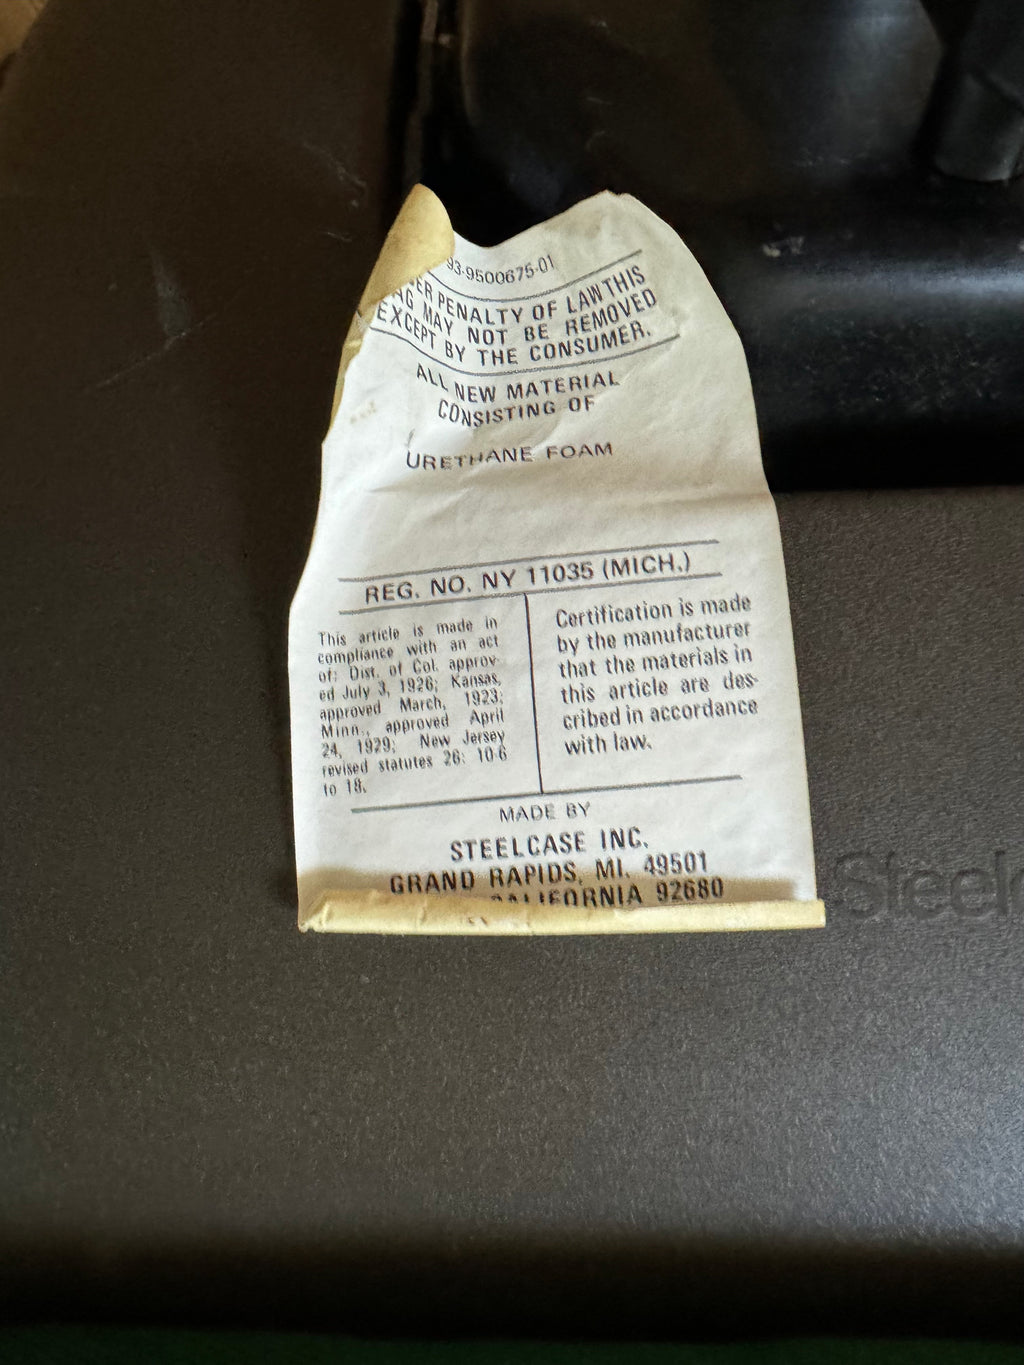 93-9500675-01
PENALTY OF LAW THIS
MAY NOT BE REMOVED
EXCEPT BY THE CONSUMER.
ALL NEW MATERIAL
CONSISTING OF
URETHANE FOAM
REG. NO. NY 11035 (MICH.)
This article is made in
compliance with an act
of: Dist. of Col. approv-
ed July 3, 1926; Kansas,
approved March, 1923;
Minn., approved April
24, 1929; New Jersey
revised statutes 26: 10-6
to 18.
Certification is made
by the manufacturer
that the materials in
this article are des-
cribed in accordance
with law.
MADE BY
STEELCASE INC.
GRAND RAPIDS, MI. 49501
CALIFORNIA 92680